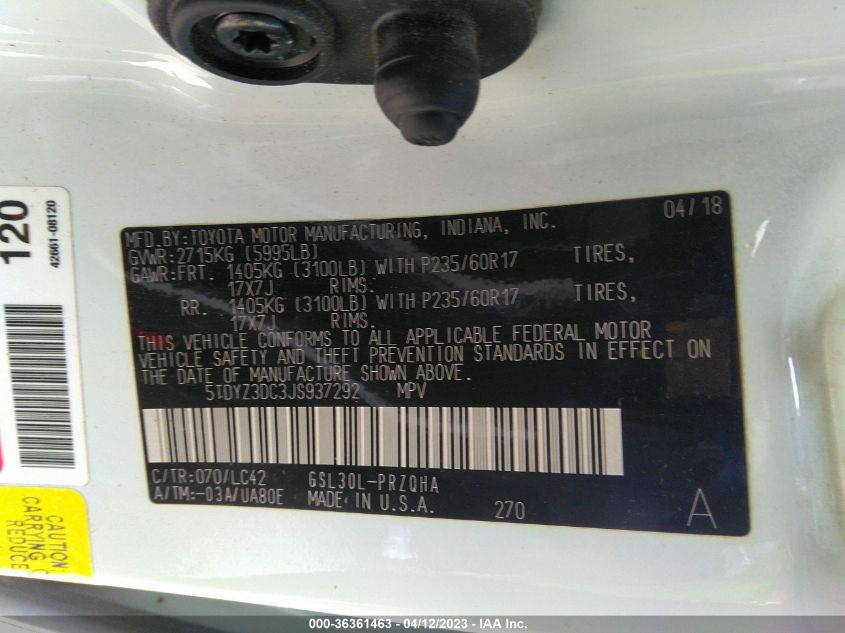 120
42661-08120
MFD.BY:TOYOTA MOTOR MANUFACTURING, INDIANA, INC. 04/18
GVWR:2715KG (5995LB)
GAWR:FRT. 1405KG (3100LB) WITH P235/60R17 TIRES,
17X7J RIMS.
RR. 1405KG (3100LB) WITH P235/60R17 TIRES,
17X7J RIMS.
THIS VEHICLE CONFORMS TO ALL APPLICABLE FEDERAL MOTOR
VEHICLE SAFETY AND THEFT PREVENTION STANDARDS IN EFFECT ON
THE DATE OF MANUFACTURE SHOWN ABOVE.
5TDYZ3DC3JS937292 MPV
C/TR:070/LC42 GSL30L-PRZQHA
A/TM:-03A/UA80E MADE IN U.S.A. 270 A
CAUTION
CARRYING
REDUCE
000-36361463 - 04/12/2023 - IAA Inc.